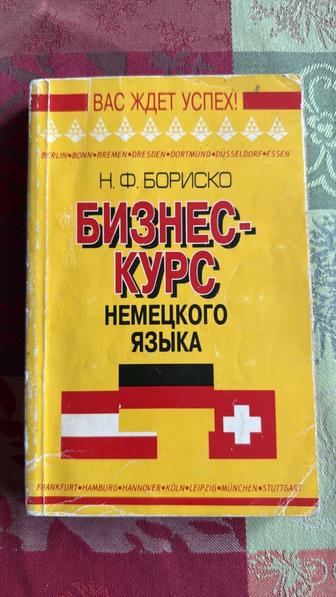 ВАС ЖДЕТ УСПЕХ!
BERLIN•BONN•BREMEN•DRESDEN•DORTMUND•DÜSSELDORF•ESSEN
Н. Ф. БОРИСКО
БИЗНЕС-
КУРС
НЕМЕЦКОГО
ЯЗЫКА
FRANKFURT•HAMBURG•HANNOVER•KÖLN•LEIPZIG•MÜNCHEN•STUTTGART